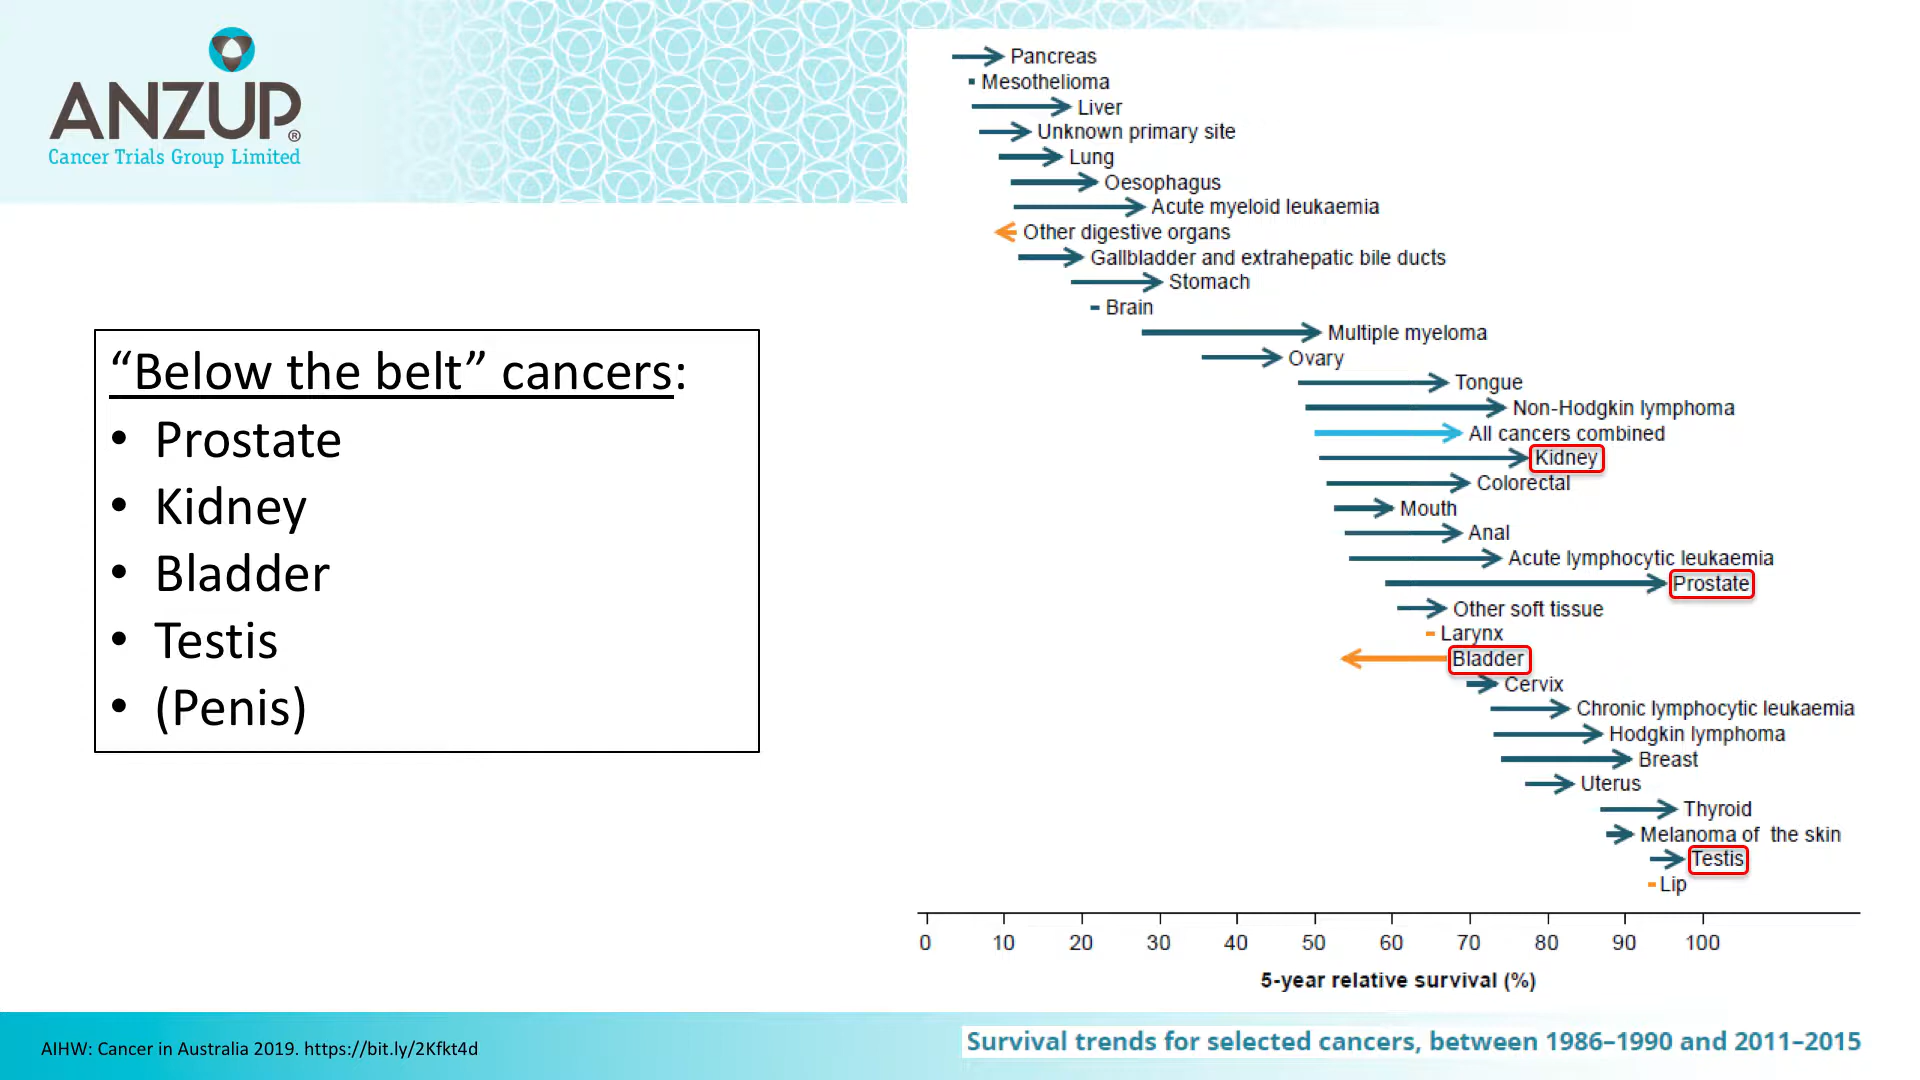 ANZUP®
Cancer Trials Group Limited
“Below the belt” cancers:
• Prostate
• Kidney
• Bladder
• Testis
• (Penis)
Pancreas
Mesothelioma
Liver
Unknown primary site
Lung
Oesophagus
Acute myeloid leukaemia
Other digestive organs
Gallbladder and extrahepatic bile ducts
Stomach
Brain
Multiple myeloma
Ovary
Tongue
Non-Hodgkin lymphoma
All cancers combined
Kidney
Colorectal
Mouth
Anal
Acute lymphocytic leukaemia
Prostate
Other soft tissue
Larynx
Bladder
Cervix
Chronic lymphocytic leukaemia
Hodgkin lymphoma
Breast
Uterus
Thyroid
Melanoma of the skin
Testis
Lip
0 10 20 30 40 50 60 70 80 90 100
5-year relative survival (%)
AIHW: Cancer in Australia 2019. https://bit.ly/2Kfkt4d
Survival trends for selected cancers, between 1986–1990 and 2011–2015